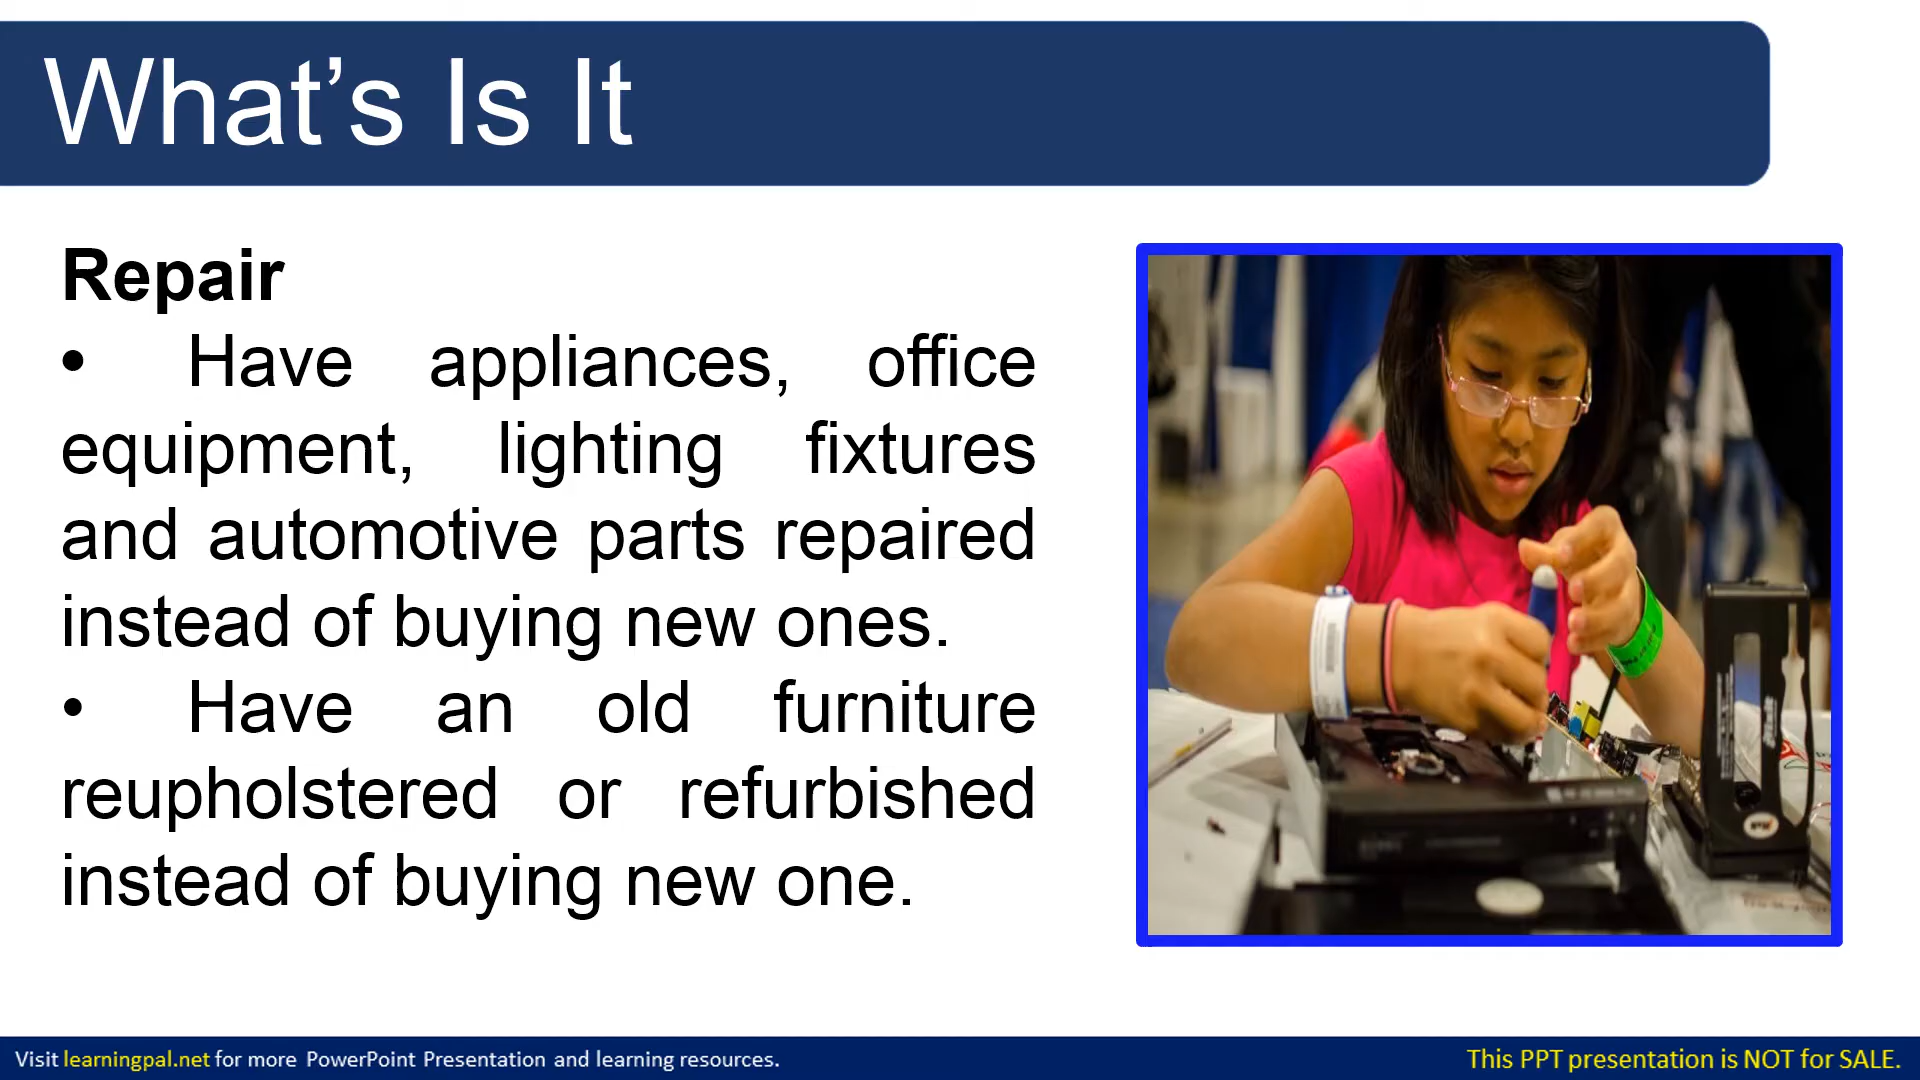 What’s Is It
Repair
• Have appliances, office
equipment, lighting fixtures
and automotive parts repaired
instead of buying new ones.
• Have an old furniture
reupholstered or refurbished
instead of buying new one.
Visit learningpal.net for more PowerPoint Presentation and learning resources.
This PPT presentation is NOT for SALE.